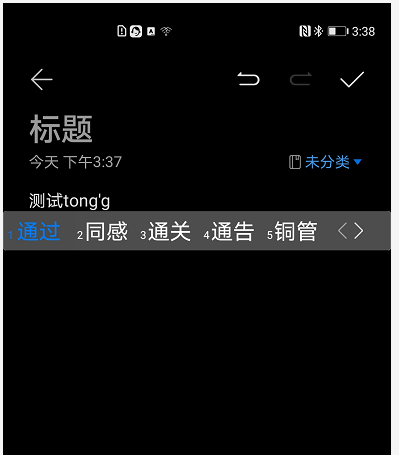 3:38
标题
今天 下午3:37 未分类
测试tong'g
1 通过 2 同感 3 通关 4 通告 5 铜管